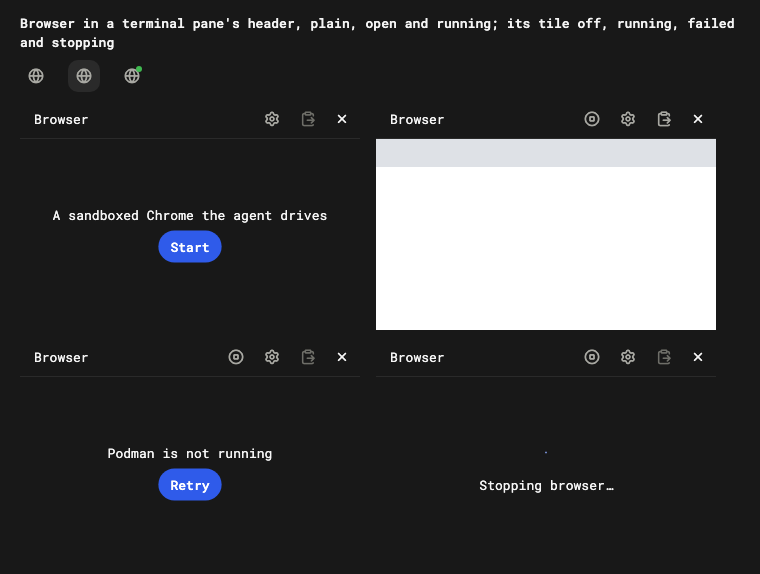 Browser in a terminal pane's header, plain, open and running; its tile off, running, failed
and stopping
Browser
Browser
A sandboxed Chrome the agent drives
Start
Browser
Browser
Podman is not running
Retry
Stopping browser…